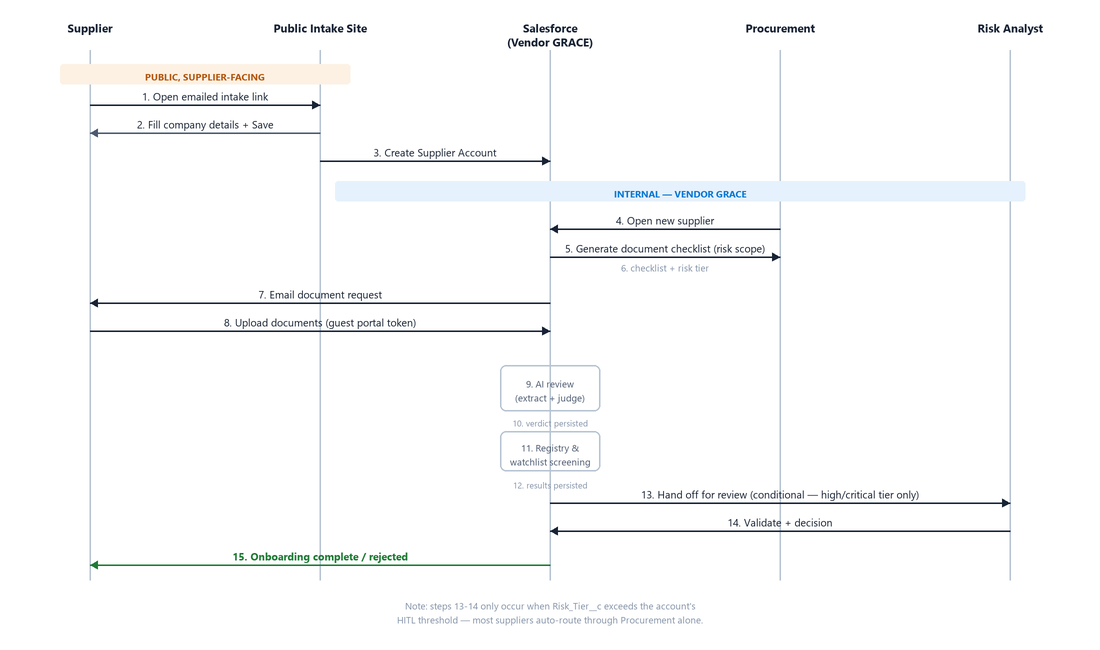 Supplier
Public Intake Site
Salesforce
(Vendor GRACE)
Procurement
Risk Analyst
PUBLIC, SUPPLIER-FACING
1. Open emailed intake link
2. Fill company details + Save
3. Create Supplier Account
INTERNAL — VENDOR GRACE
4. Open new supplier
5. Generate document checklist (risk scope)
6. checklist + risk tier
7. Email document request
8. Upload documents (guest portal token)
9. AI review
(extract + judge)
10. verdict persisted
11. Registry &
watchlist screening
12. results persisted
13. Hand off for review (conditional — high/critical tier only)
14. Validate + decision
15. Onboarding complete / rejected
Note: steps 13-14 only occur when Risk_Tier__c exceeds the account's
HITL threshold — most suppliers auto-route through Procurement alone.